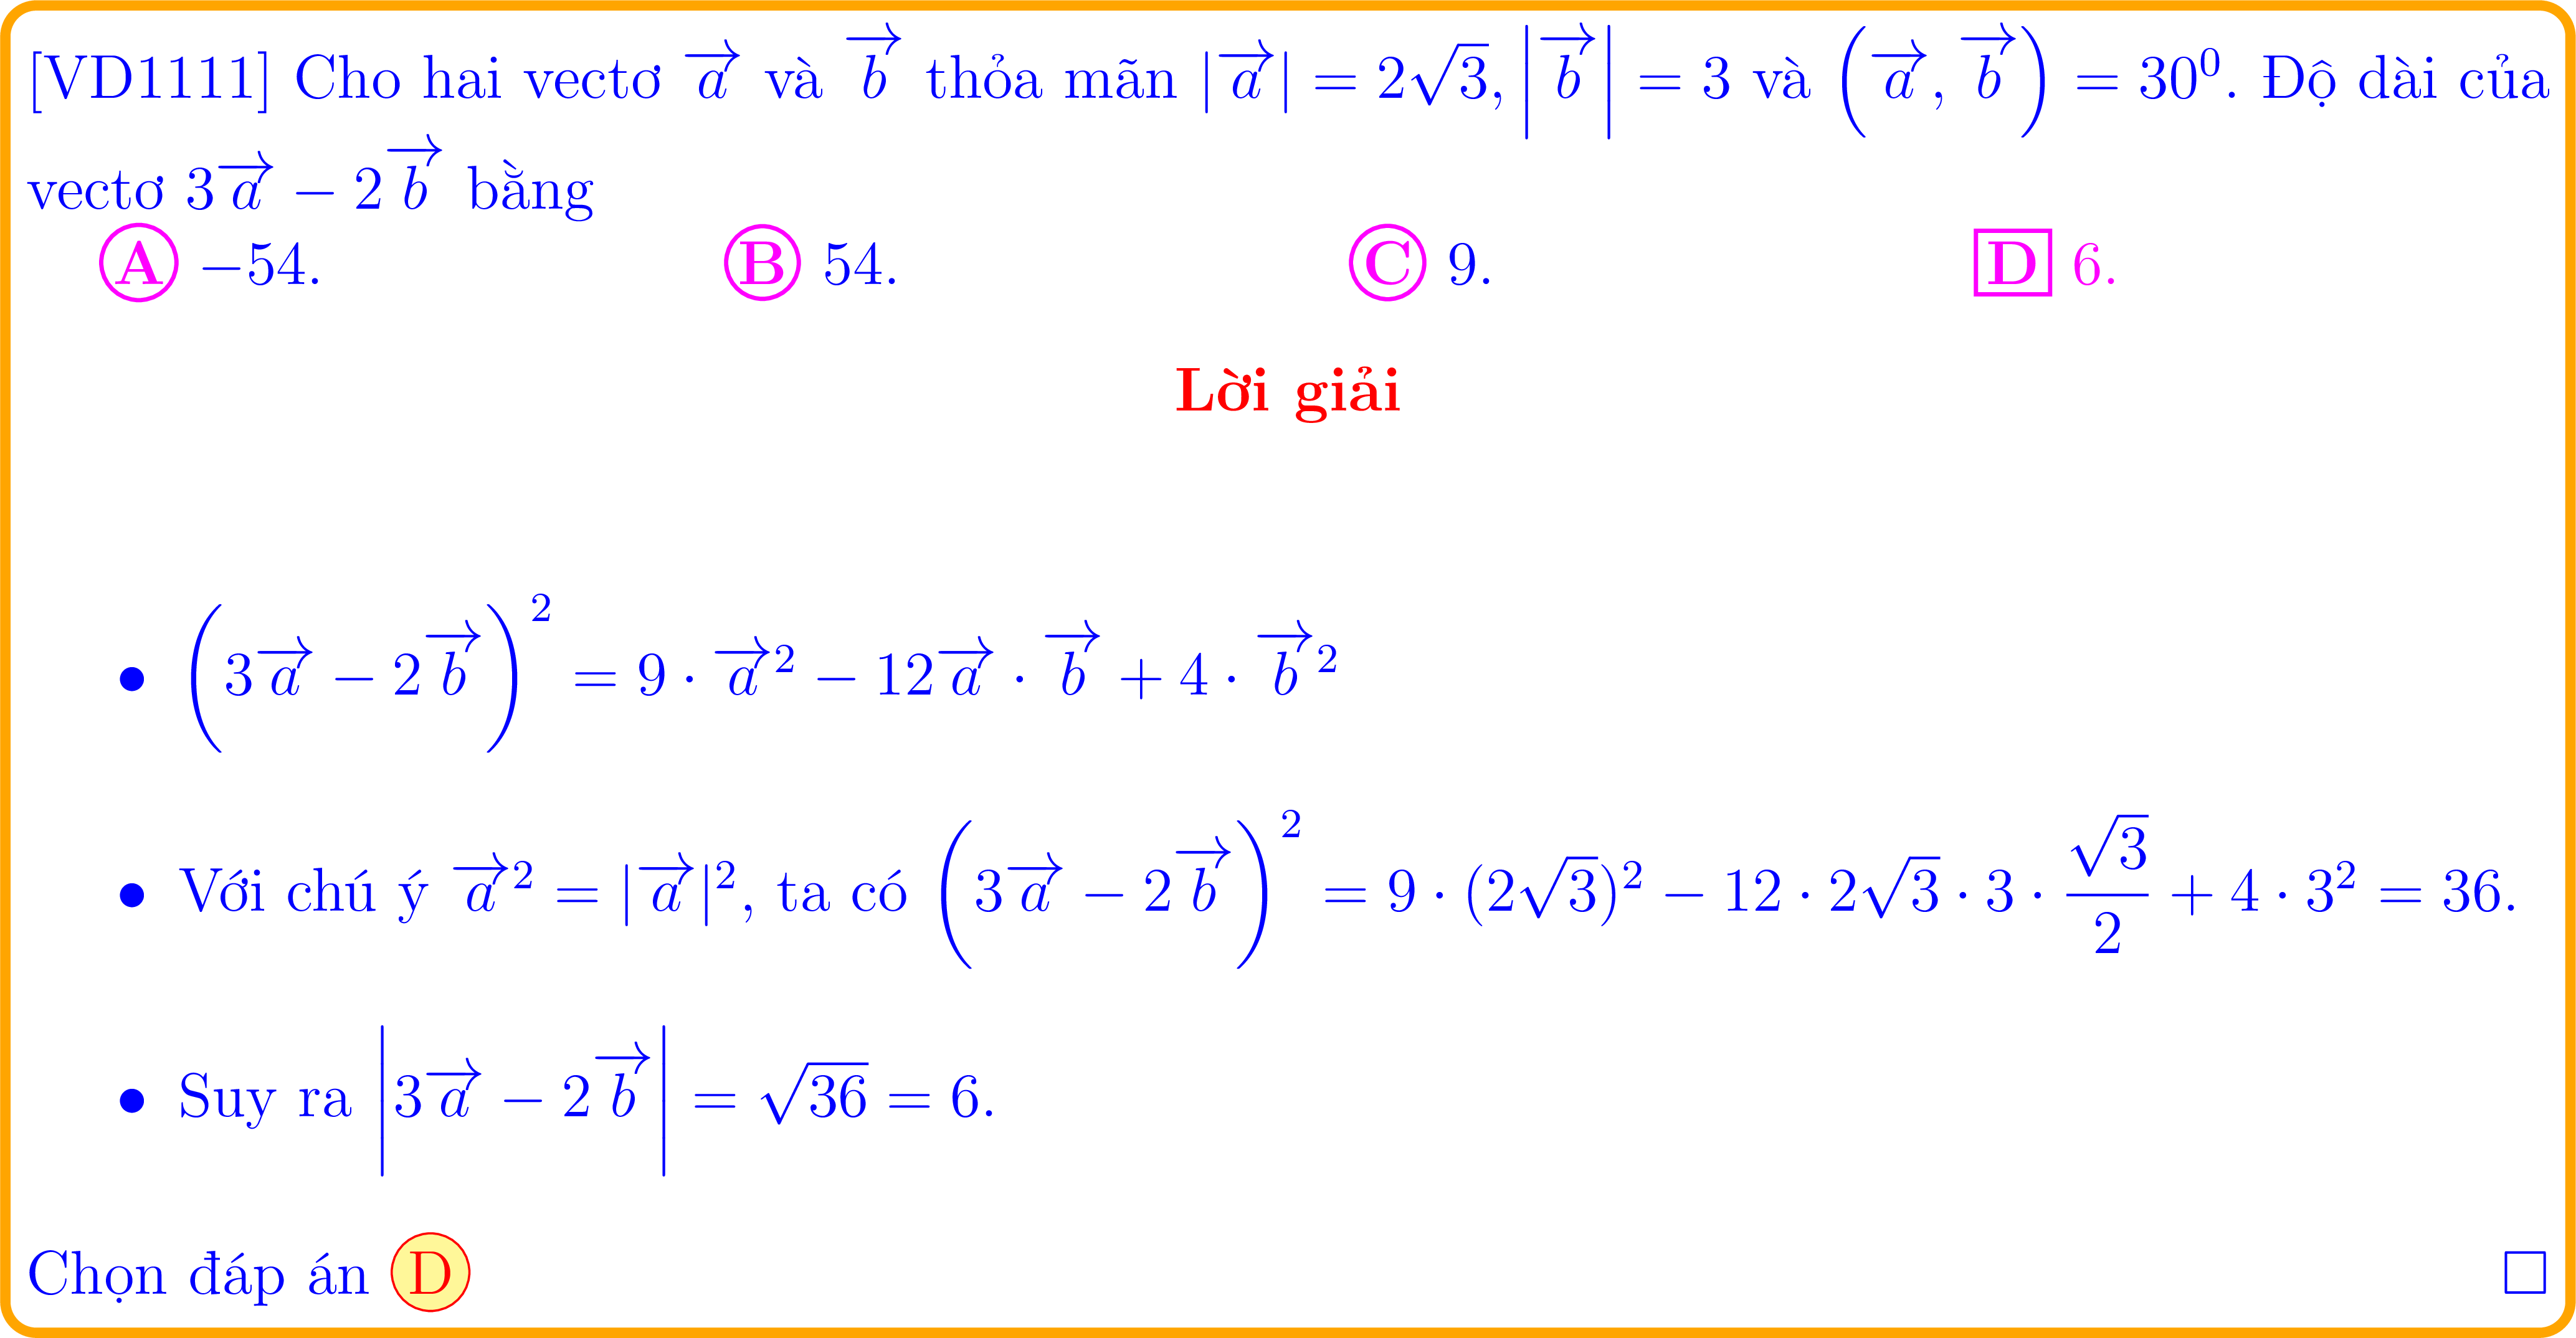 [VD1111] Cho hai vectơ $\overrightarrow{a}$ và $\overrightarrow{b}$ thỏa mãn $|\overrightarrow{a}| = 2\sqrt{3}, \left|\overrightarrow{b}\right| = 3$ và $\left(\overrightarrow{a}, \overrightarrow{b}\right) = 30^0$. Độ dài của
vectơ $3\overrightarrow{a} - 2\overrightarrow{b}$ bằng
A −54. B 54. C 9. D 6.
Lời giải
• $\left(3\overrightarrow{a} - 2\overrightarrow{b}\right)^2 = 9 \cdot \overrightarrow{a}^2 - 12\overrightarrow{a} \cdot \overrightarrow{b} + 4 \cdot \overrightarrow{b}^2$
• Với chú ý $\overrightarrow{a}^2 = |\overrightarrow{a}|^2$, ta có $\left(3\overrightarrow{a} - 2\overrightarrow{b}\right)^2 = 9 \cdot (2\sqrt{3})^2 - 12 \cdot 2\sqrt{3} \cdot 3 \cdot \dfrac{\sqrt{3}}{2} + 4 \cdot 3^2 = 36$.
• Suy ra $\left|3\overrightarrow{a} - 2\overrightarrow{b}\right| = \sqrt{36} = 6$.
Chọn đáp án D □